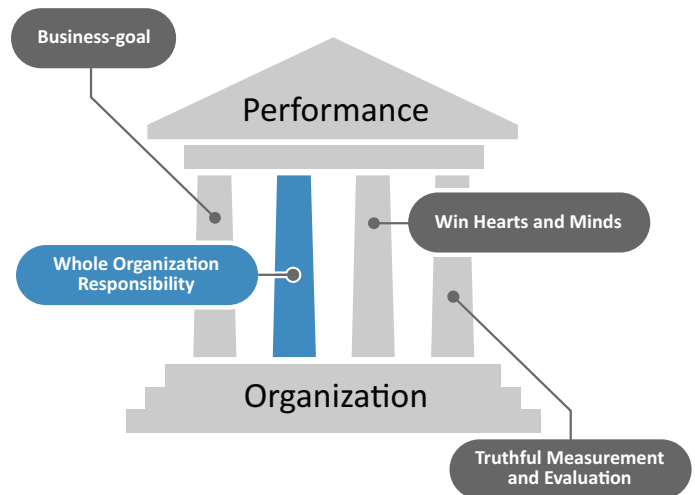 Business-goal
Performance
Win Hearts and Minds
Whole Organization
Responsibility
Organization
Truthful Measurement
and Evaluation